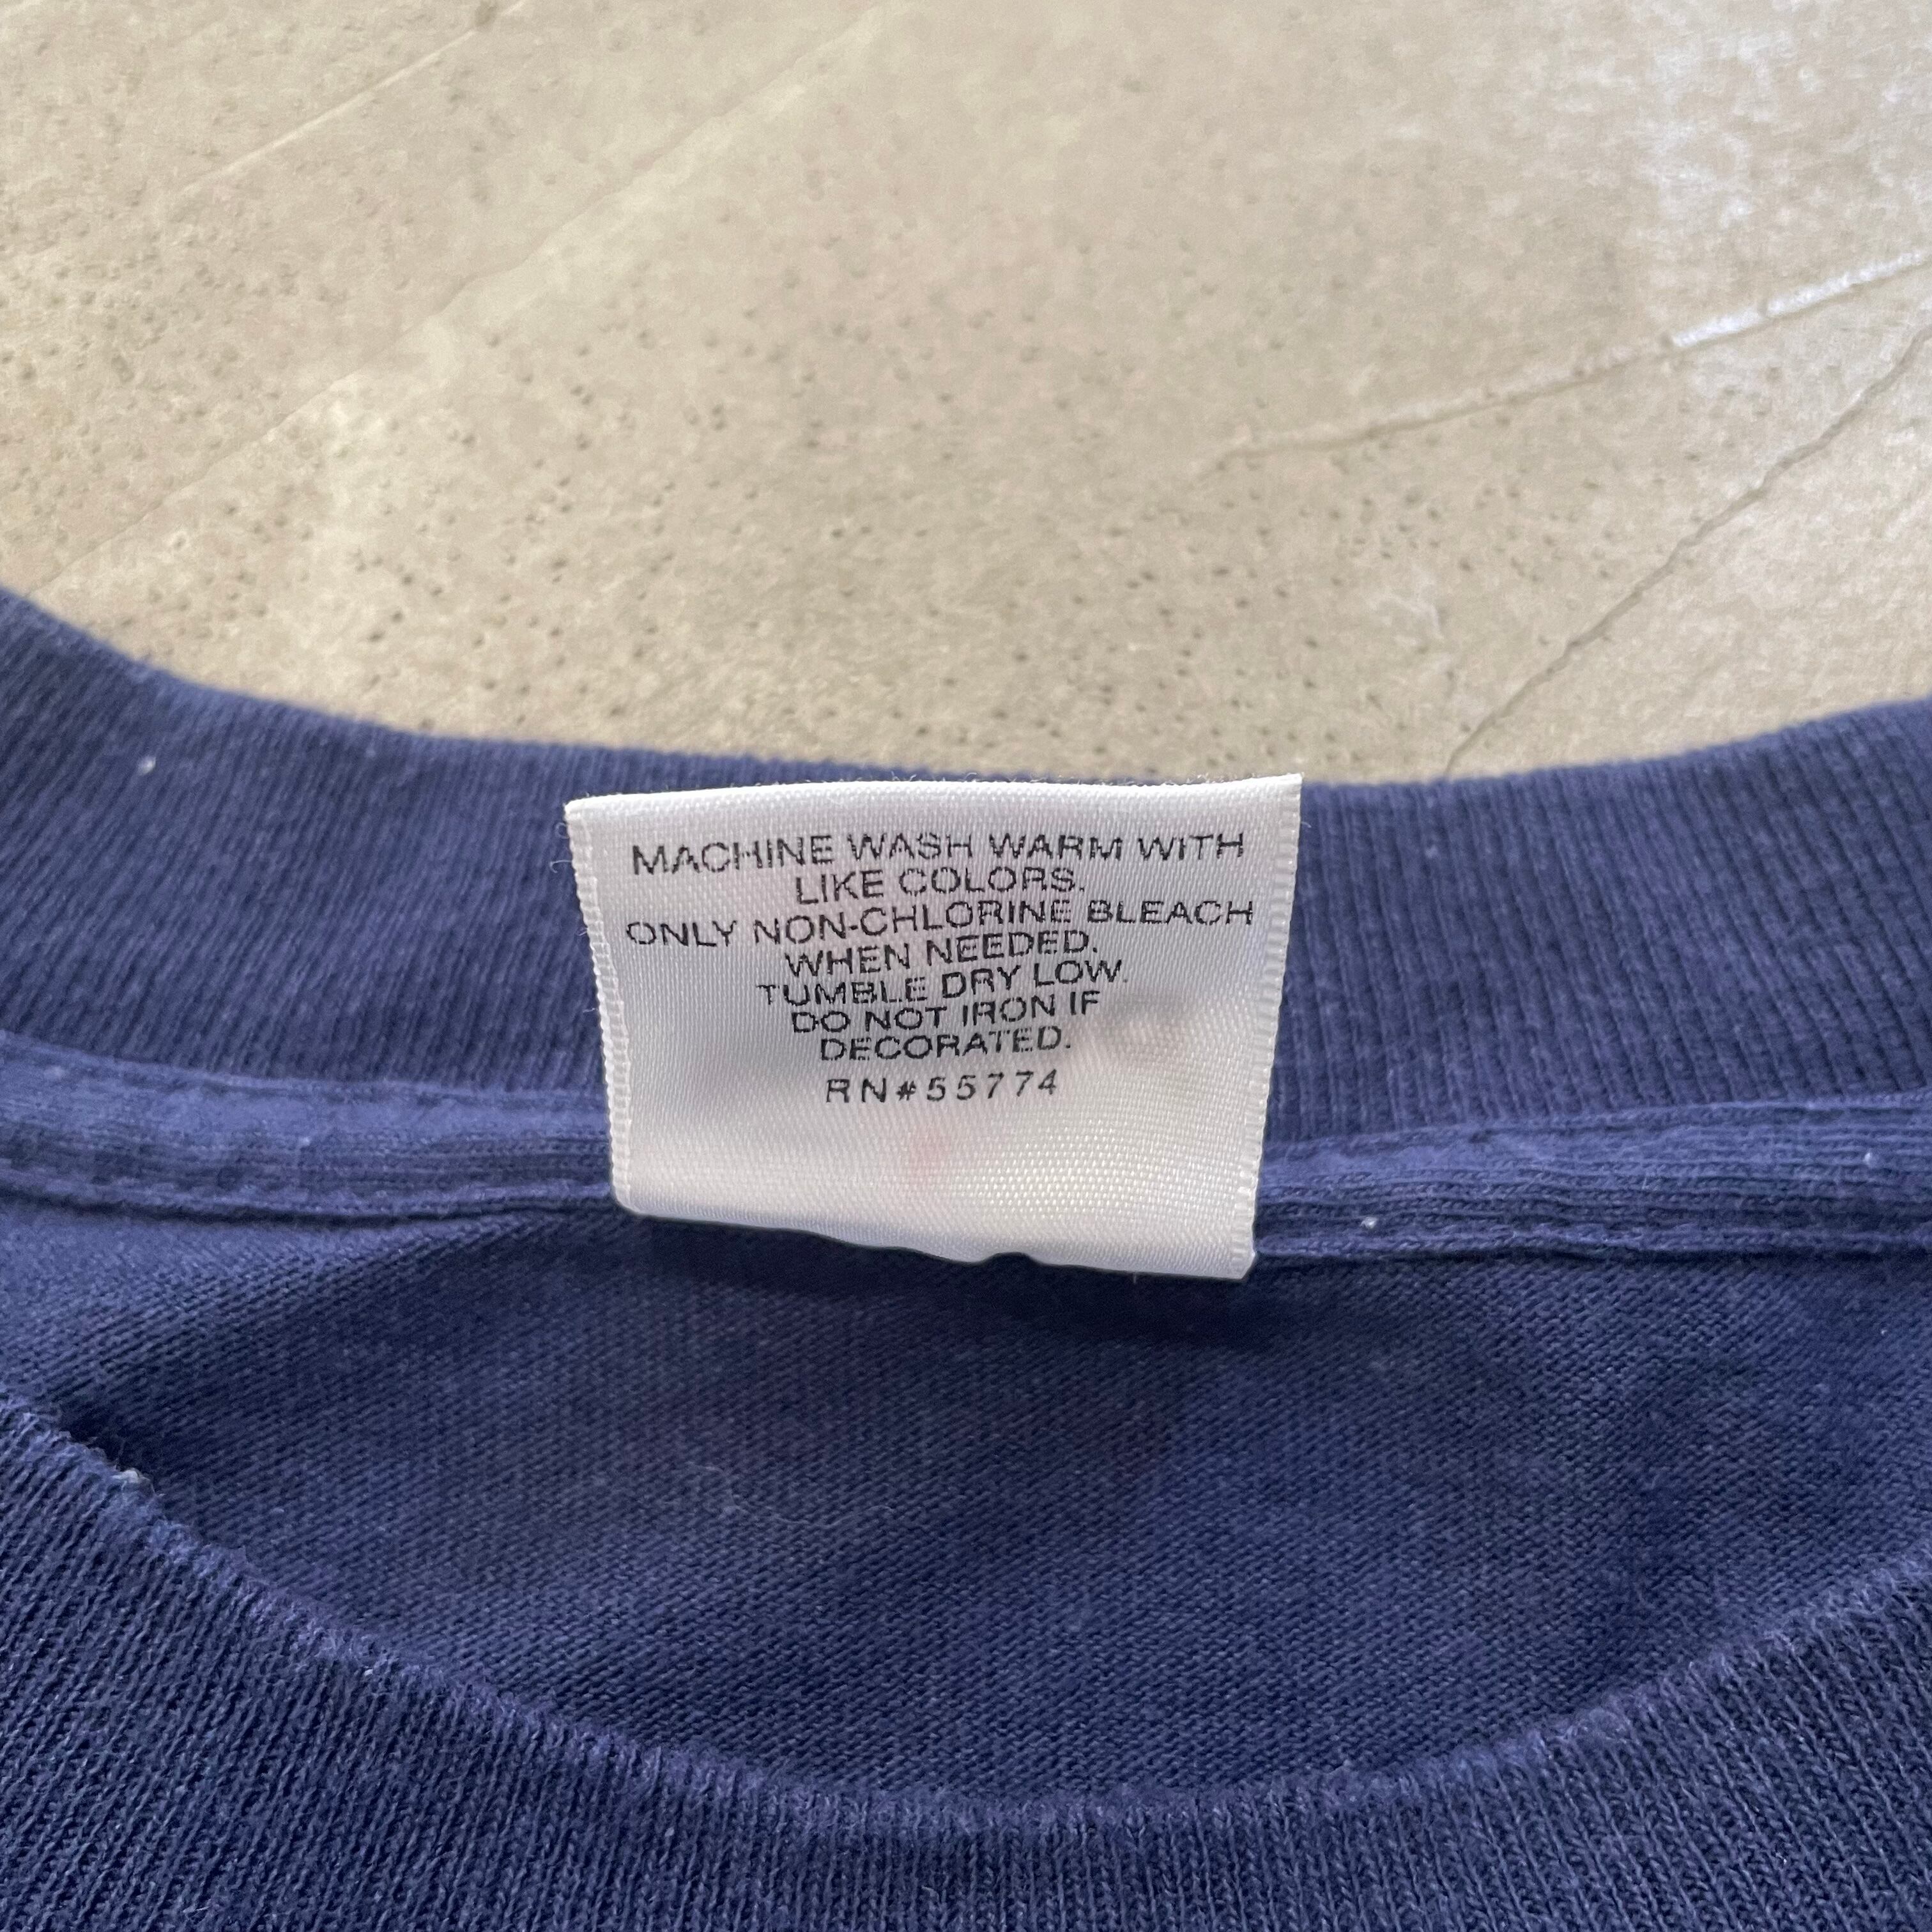 MACHINE WASH WARM WITH
LIKE COLORS.
ONLY NON-CHLORINE BLEACH
WHEN NEEDED.
TUMBLE DRY LOW.
DO NOT IRON IF
DECORATED.
RN#55774